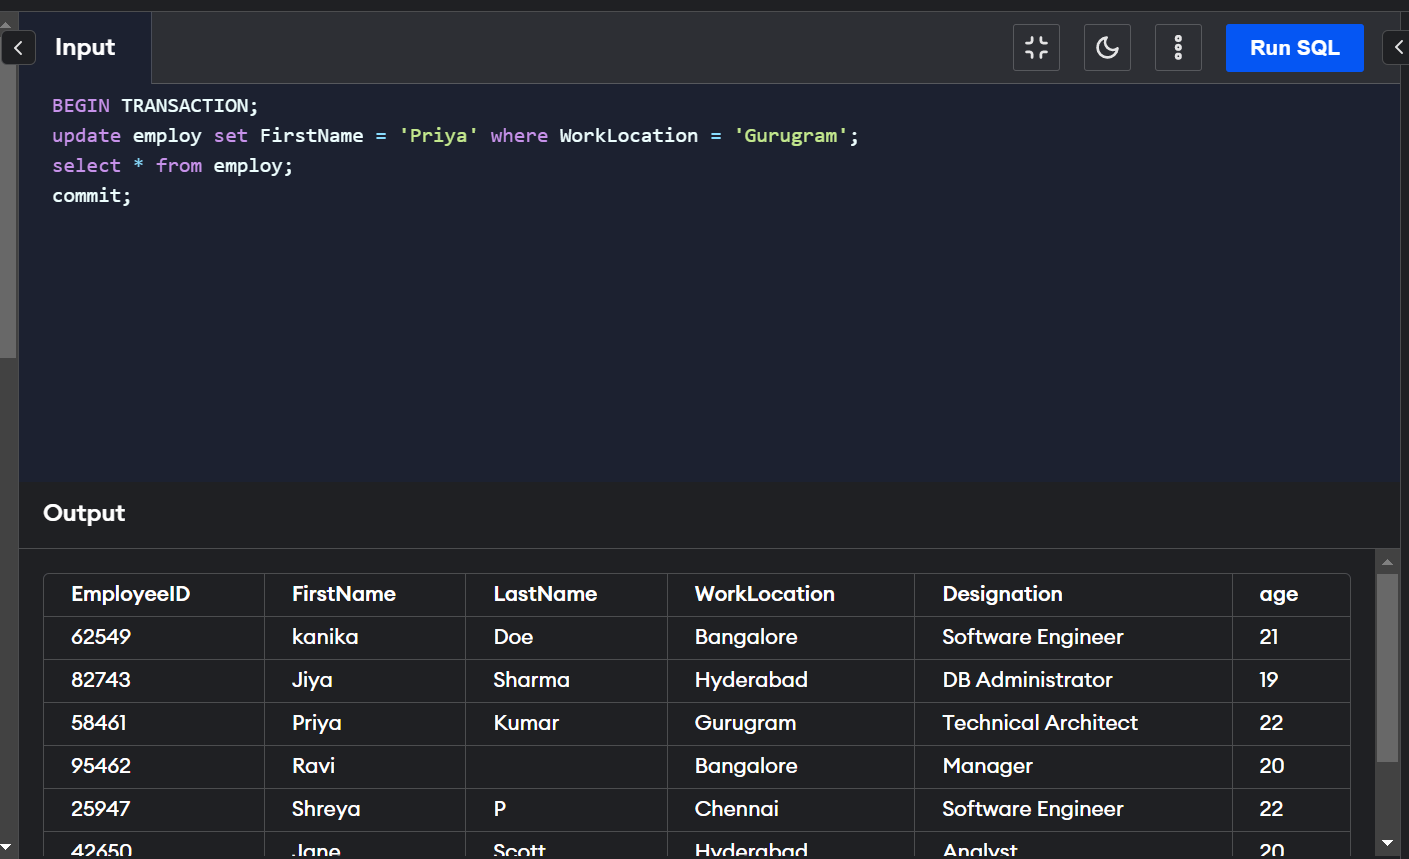 Input
Run SQL
BEGIN TRANSACTION;
update employ set FirstName = 'Priya' where WorkLocation = 'Gurugram';
select * from employ;
commit;
Output
EmployeeID FirstName LastName WorkLocation Designation age
62549 kanika Doe Bangalore Software Engineer 21
82743 Jiya Sharma Hyderabad DB Administrator 19
58461 Priya Kumar Gurugram Technical Architect 22
95462 Ravi Bangalore Manager 20
25947 Shreya P Chennai Software Engineer 22
42650 Jane Scott Hyderabad Analyst 20